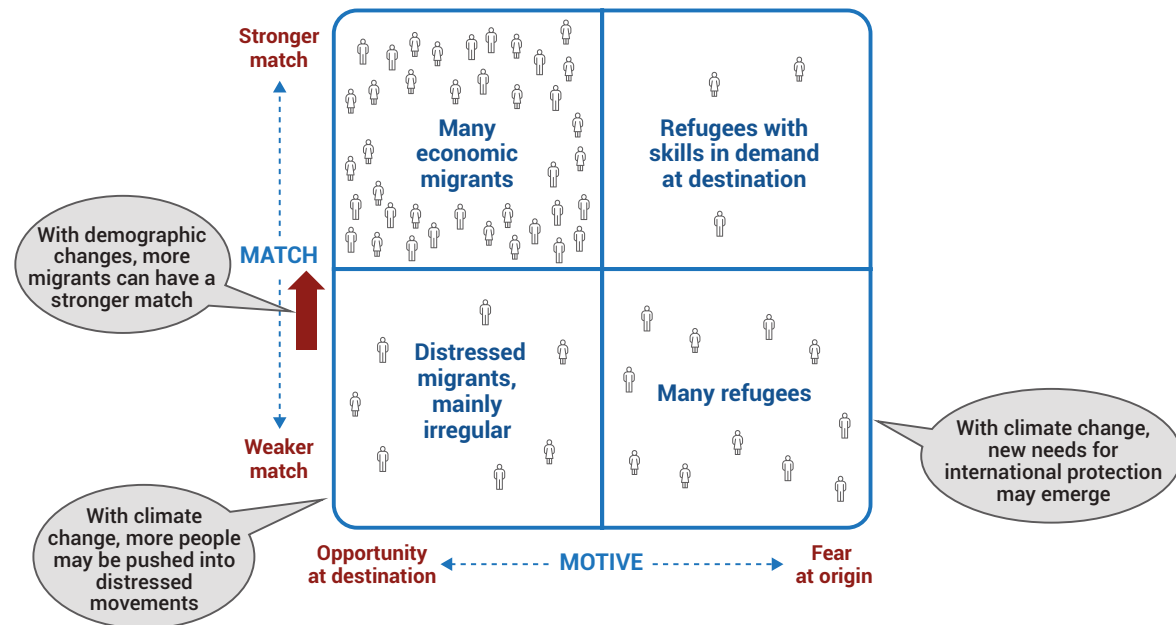 Stronger
match
Many
economic
migrants
Refugees with
skills in demand
at destination
With demographic
changes, more
migrants can have a
stronger match
MATCH
Distressed
migrants,
mainly
irregular
Many refugees
Weaker
match
With climate change,
new needs for
international protection
may emerge
With climate
change, more people
may be pushed into
distressed
movements
Opportunity
at destination
MOTIVE
Fear
at origin